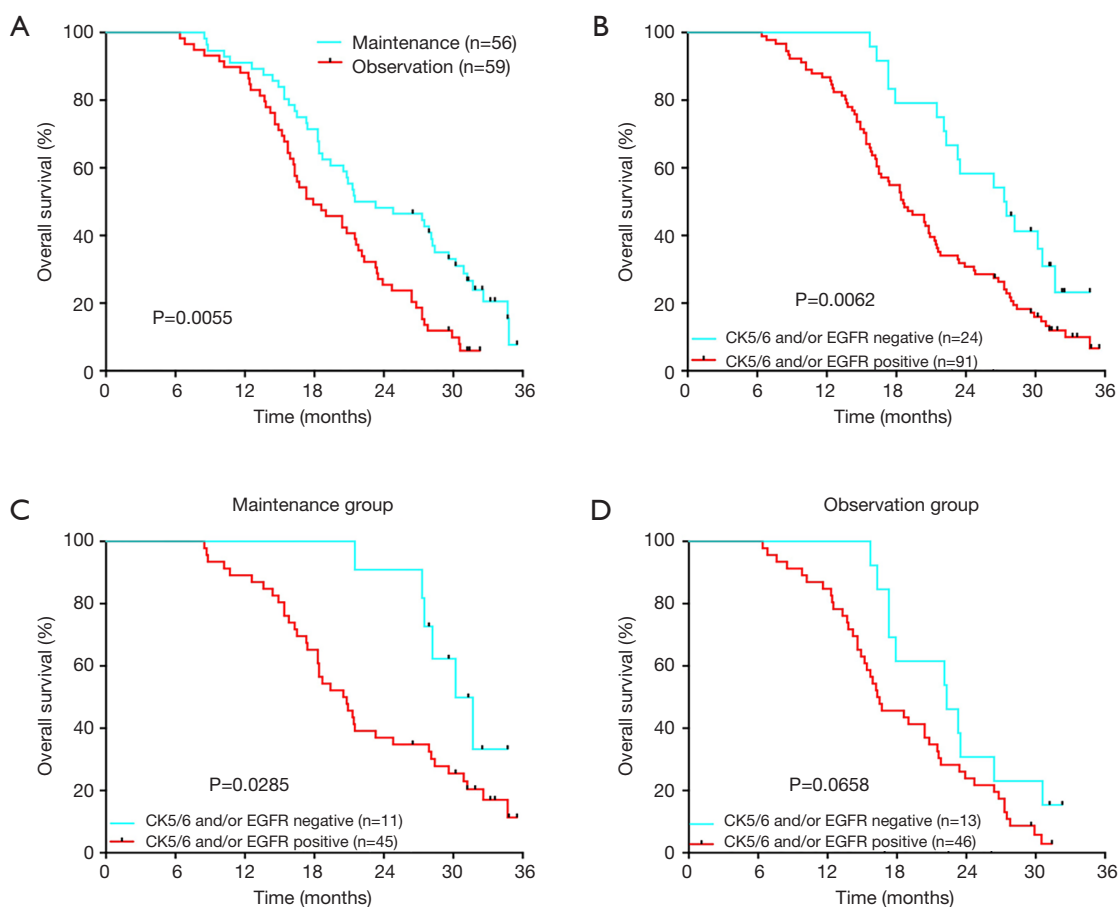 A
Maintenance (n=56)
Observation (n=59)
100
80
60
40
20
0
Overall survival (%)
P=0.0055
0 6 12 18 24 30 36
Time (months)
B
100
80
60
40
20
0
Overall survival (%)
P=0.0062
CK5/6 and/or EGFR negative (n=24)
CK5/6 and/or EGFR positive (n=91)
0 6 12 18 24 30 36
Time (months)
C
Maintenance group
100
80
60
40
20
0
Overall survival (%)
P=0.0285
CK5/6 and/or EGFR negative (n=11)
CK5/6 and/or EGFR positive (n=45)
0 6 12 18 24 30 36
Time (months)
D
Observation group
100
80
60
40
20
0
Overall survival (%)
P=0.0658
CK5/6 and/or EGFR negative (n=13)
CK5/6 and/or EGFR positive (n=46)
0 6 12 18 24 30 36
Time (months)